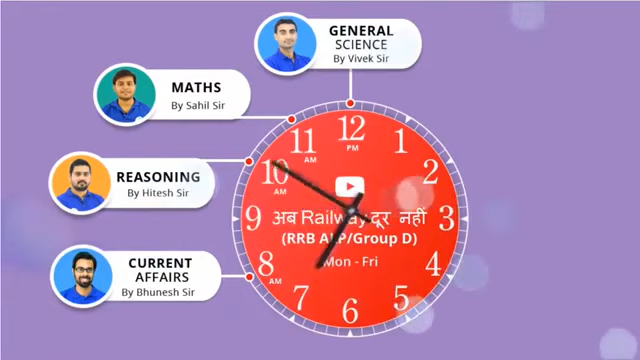 GENERAL
SCIENCE
By Vivek Sir
MATHS
By Sahil Sir
REASONING
By Hitesh Sir
CURRENT
AFFAIRS
By Bhunesh Sir
12
PM
11
AM
1
10
AM
2
9
3
8
AM
4
7
5
6
अब Railway दूर नहीं
(RRB ALP/Group D)
Mon - Fri